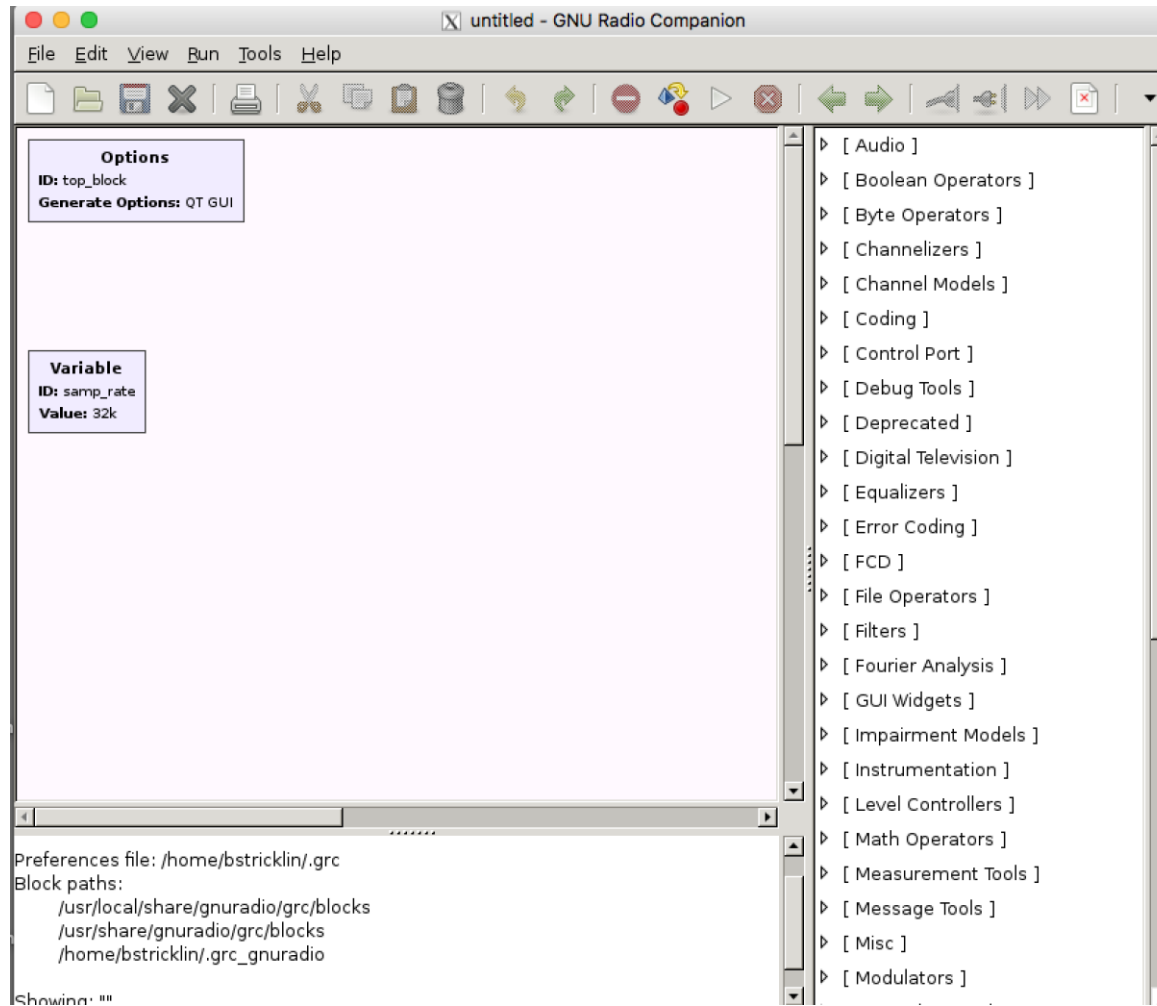 untitled - GNU Radio Companion
File Edit View Run Tools Help
Options
ID: top_block
Generate Options: QT GUI
Variable
ID: samp_rate
Value: 32k
[ Audio ]
[ Boolean Operators ]
[ Byte Operators ]
[ Channelizers ]
[ Channel Models ]
[ Coding ]
[ Control Port ]
[ Debug Tools ]
[ Deprecated ]
[ Digital Television ]
[ Equalizers ]
[ Error Coding ]
[ FCD ]
[ File Operators ]
[ Filters ]
[ Fourier Analysis ]
[ GUI Widgets ]
[ Impairment Models ]
[ Instrumentation ]
[ Level Controllers ]
[ Math Operators ]
[ Measurement Tools ]
[ Message Tools ]
[ Misc ]
[ Modulators ]
Preferences file: /home/bstricklin/.grc
Block paths:
/usr/local/share/gnuradio/grc/blocks
/usr/share/gnuradio/grc/blocks
/home/bstricklin/.grc_gnuradio
Showing: ""